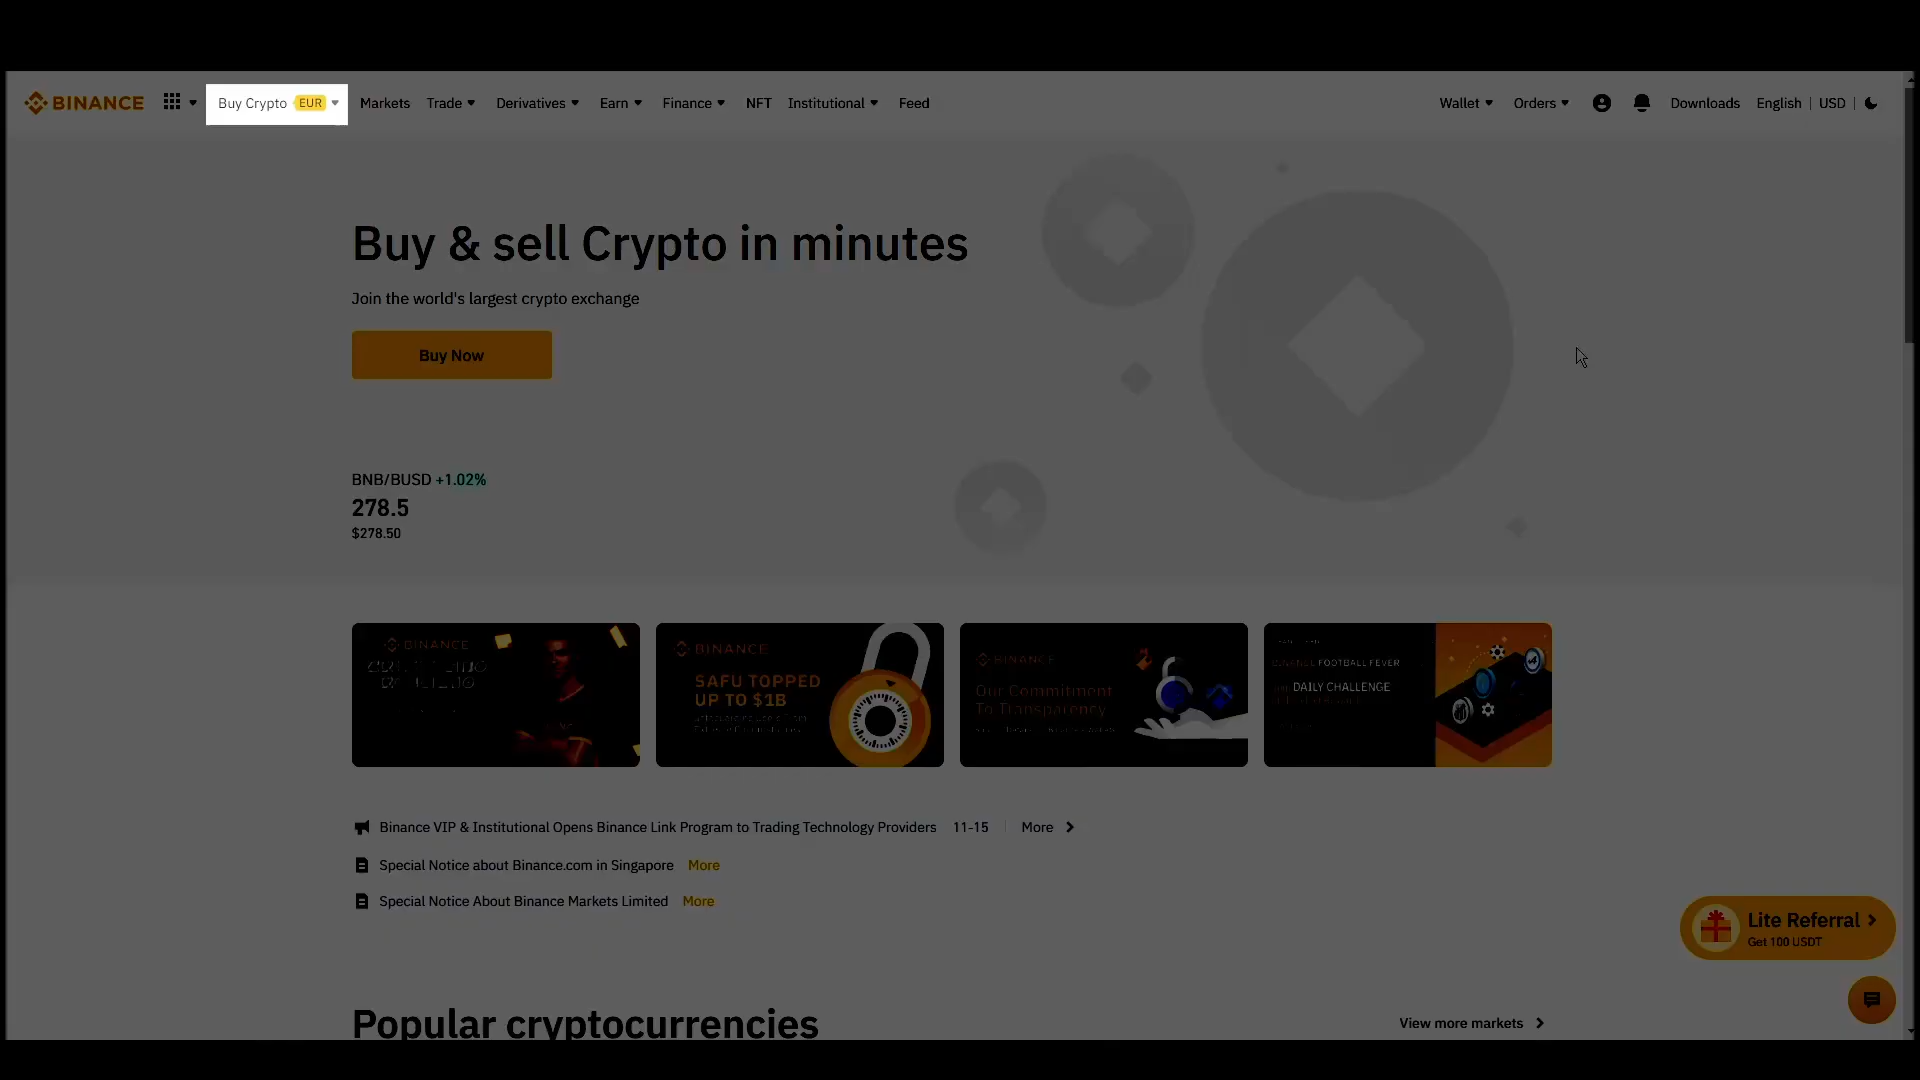 BINANCE
Buy Crypto EUR Markets Trade Derivatives Earn Finance NFT Institutional Feed Wallet Orders Downloads English | USD
Buy & sell Crypto in minutes
Join the world's largest crypto exchange
Buy Now
BNB/BUSD +1.02%
278.5
$278.50
BINANCE
BINANCE
SAFU TOPPED
UP TO $1B
BINANCE
Our Commitment
To Transparency
FOOTBALL FEVER
DAILY CHALLENGE
Binance VIP & Institutional Opens Binance Link Program to Trading Technology Providers 11-15 More
Special Notice about Binance.com in Singapore More
Special Notice About Binance Markets Limited More
Lite Referral
Get 100 USDT
Popular cryptocurrencies
View more markets